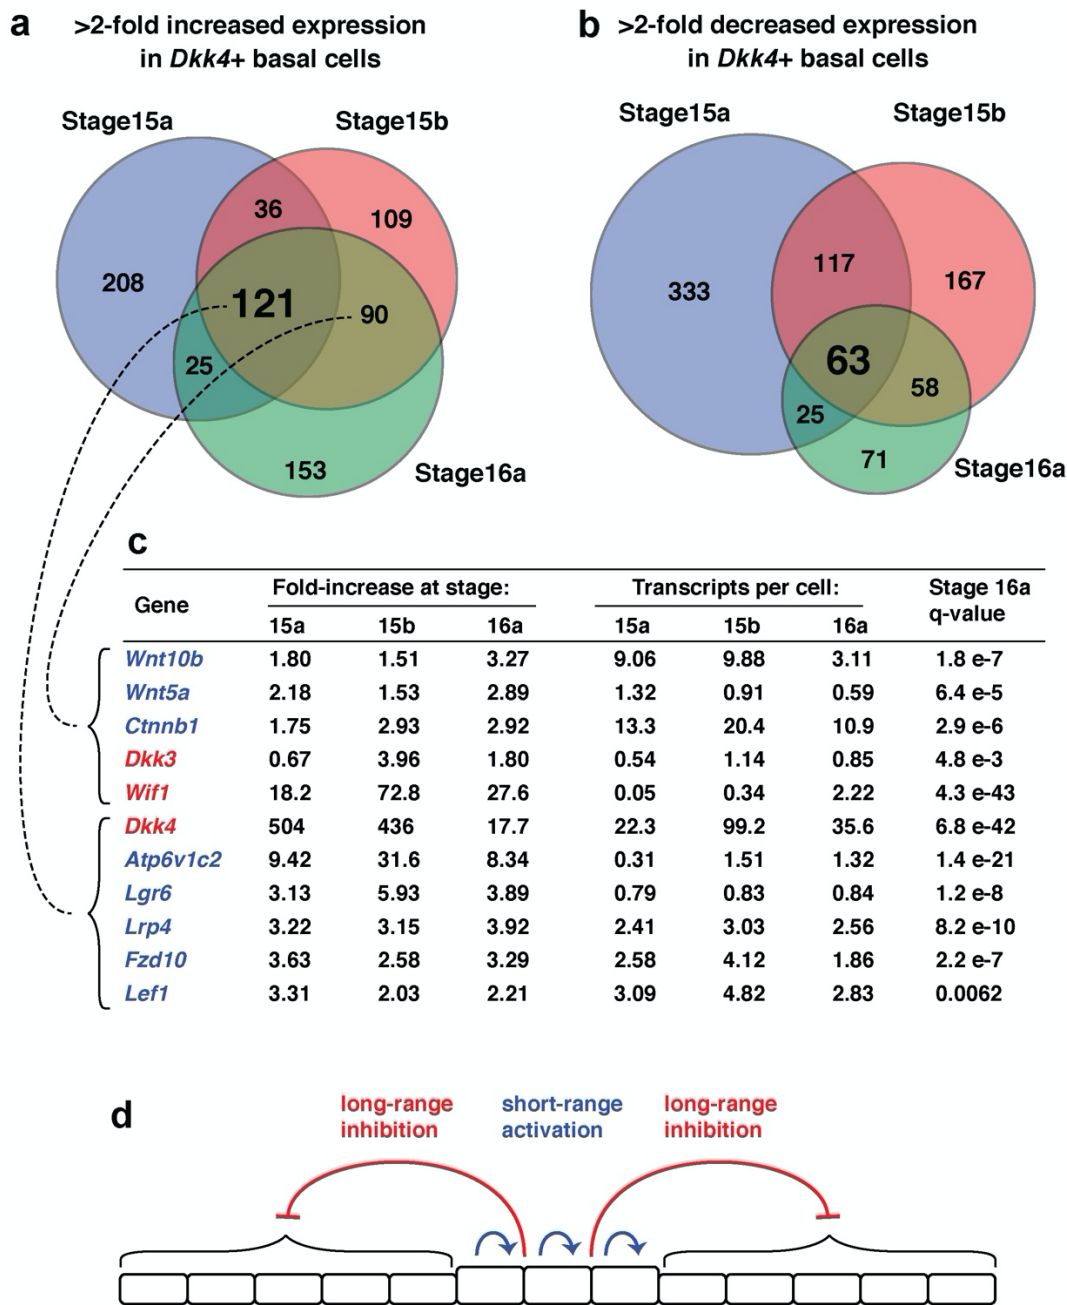 a
>2-fold increased expression
in Dkk4+ basal cells
Stage15a
Stage15b
36
109
208
121
90
25
153
Stage16a
b
>2-fold decreased expression
in Dkk4+ basal cells
Stage15a
Stage15b
117
167
333
63
58
25
71
Stage16a
c
Gene Fold-increase at stage: Transcripts per cell: Stage 16a q-value
15a 15b 16a 15a 15b 16a
Wnt10b 1.80 1.51 3.27 9.06 9.88 3.11 1.8 e-7
Wnt5a 2.18 1.53 2.89 1.32 0.91 0.59 6.4 e-5
Ctnnb1 1.75 2.93 2.92 13.3 20.4 10.9 2.9 e-6
Dkk3 0.67 3.96 1.80 0.54 1.14 0.85 4.8 e-3
Wif1 18.2 72.8 27.6 0.05 0.34 2.22 4.3 e-43
Dkk4 504 436 17.7 22.3 99.2 35.6 6.8 e-42
Atp6v1c2 9.42 31.6 8.34 0.31 1.51 1.32 1.4 e-21
Lgr6 3.13 5.93 3.89 0.79 0.83 0.84 1.2 e-8
Lrp4 3.22 3.15 3.92 2.41 3.03 2.56 8.2 e-10
Fzd10 3.63 2.58 3.29 2.58 4.12 1.86 2.2 e-7
Lef1 3.31 2.03 2.21 3.09 4.82 2.83 0.0062
d
long-range
inhibition
short-range
activation
long-range
inhibition